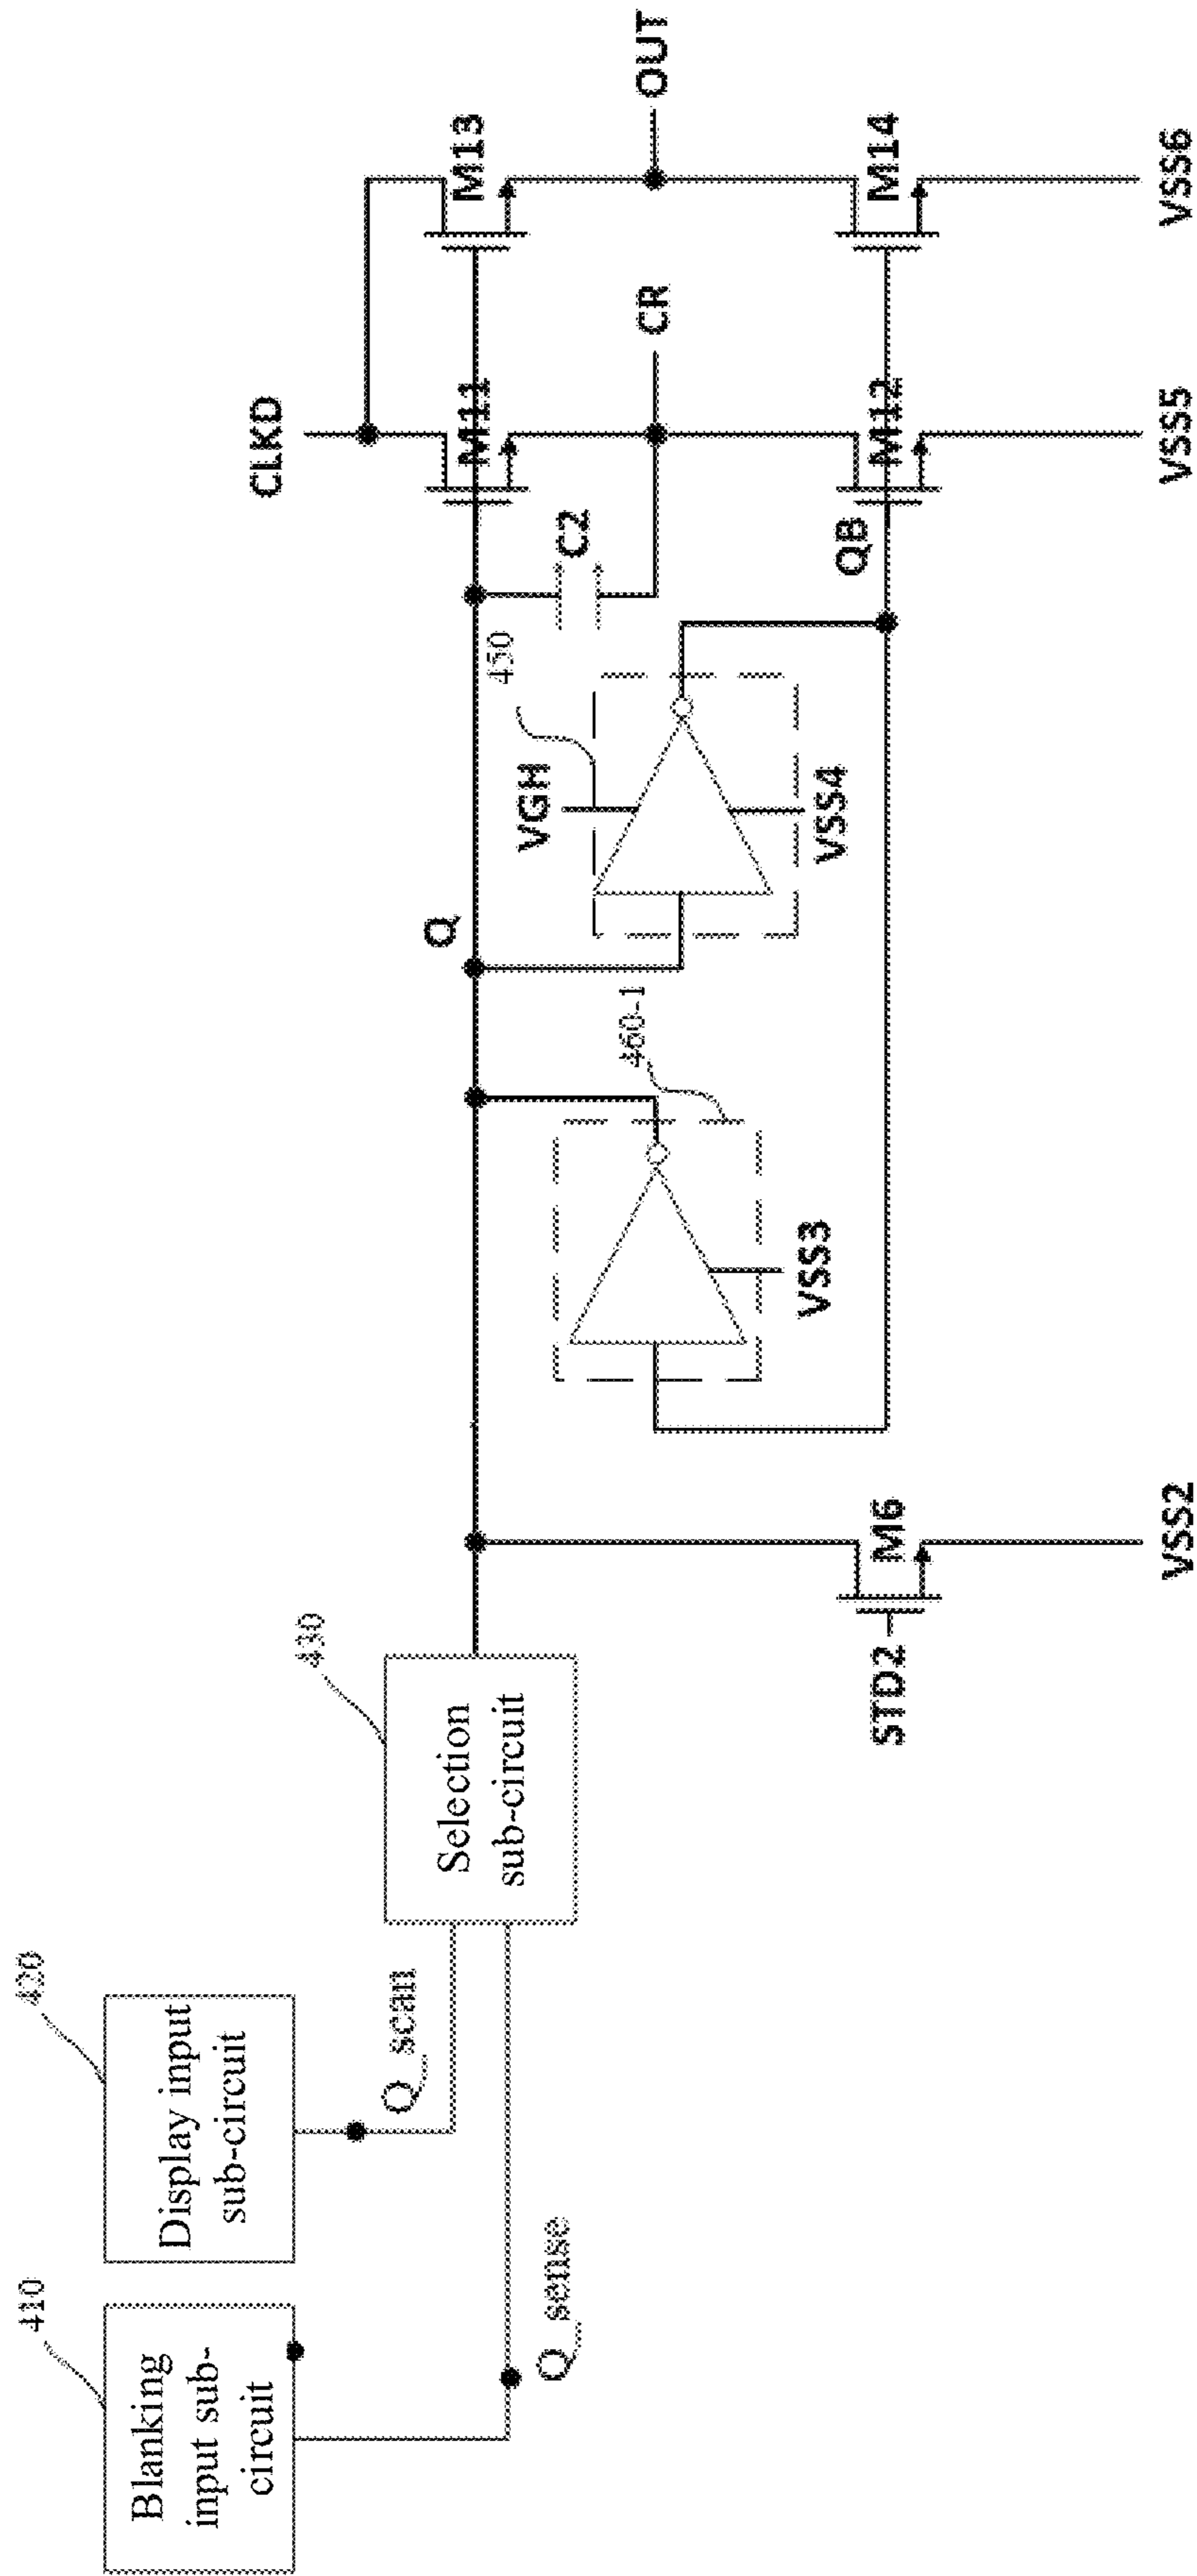 410
Blanking
input sub-
circuit
420
Display input
sub-circuit
Q_scan
Q_sense
430
Selection
sub-circuit
STD2
M6
VSS2
460-1
VSS3
Q
450
VGH
VSS4
C2
QB
CLKD
M11
CR
M12
VSS5
M13
OUT
M14
VSS6